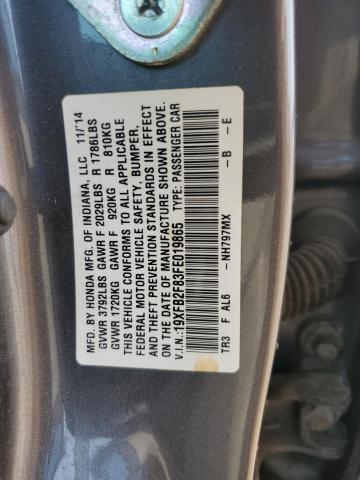 MFD. BY HONDA MFG. OF INDIANA, LLC 11/14
GVWR 3792LBS GAWR F 2029LBS R 1786LBS
GVWR 1720KG GAWR F 920KG R 810KG
THIS VEHICLE CONFORMS TO ALL APPLICABLE
FEDERAL MOTOR VEHICLE SAFETY, BUMPER,
AND THEFT PREVENTION STANDARDS IN EFFECT
ON THE DATE OF MANUFACTURE SHOWN ABOVE.
V.I.N.:19XFB2F83FE019865 TYPE: PASSENGER CAR
TR3 F AL6 -NH797MX -B -E